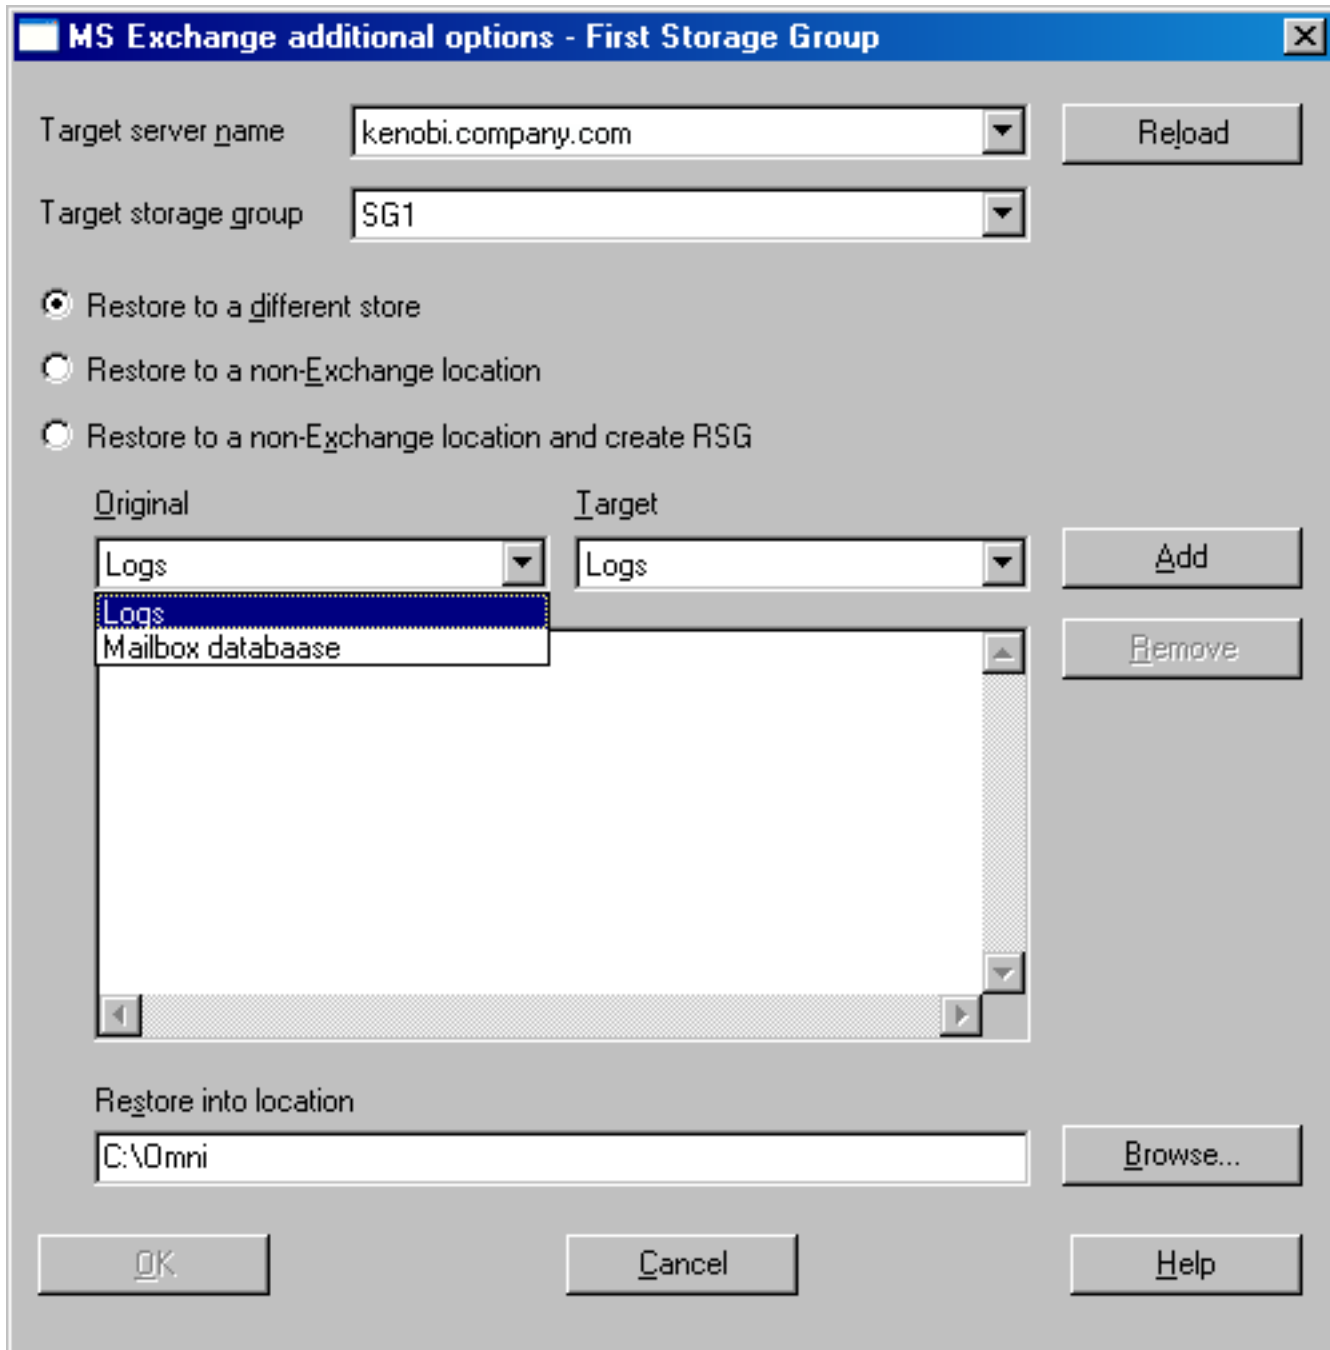 MS Exchange additional options - First Storage Group
Target server name kenobi.company.com Reload
Target storage group SG1
Restore to a different store
Restore to a non-Exchange location
Restore to a non-Exchange location and create RSG
Original Target
Logs Logs Add
Logs
Mailbox databaase Remove
Restore into location
C:\Omni Browse...
OK Cancel Help